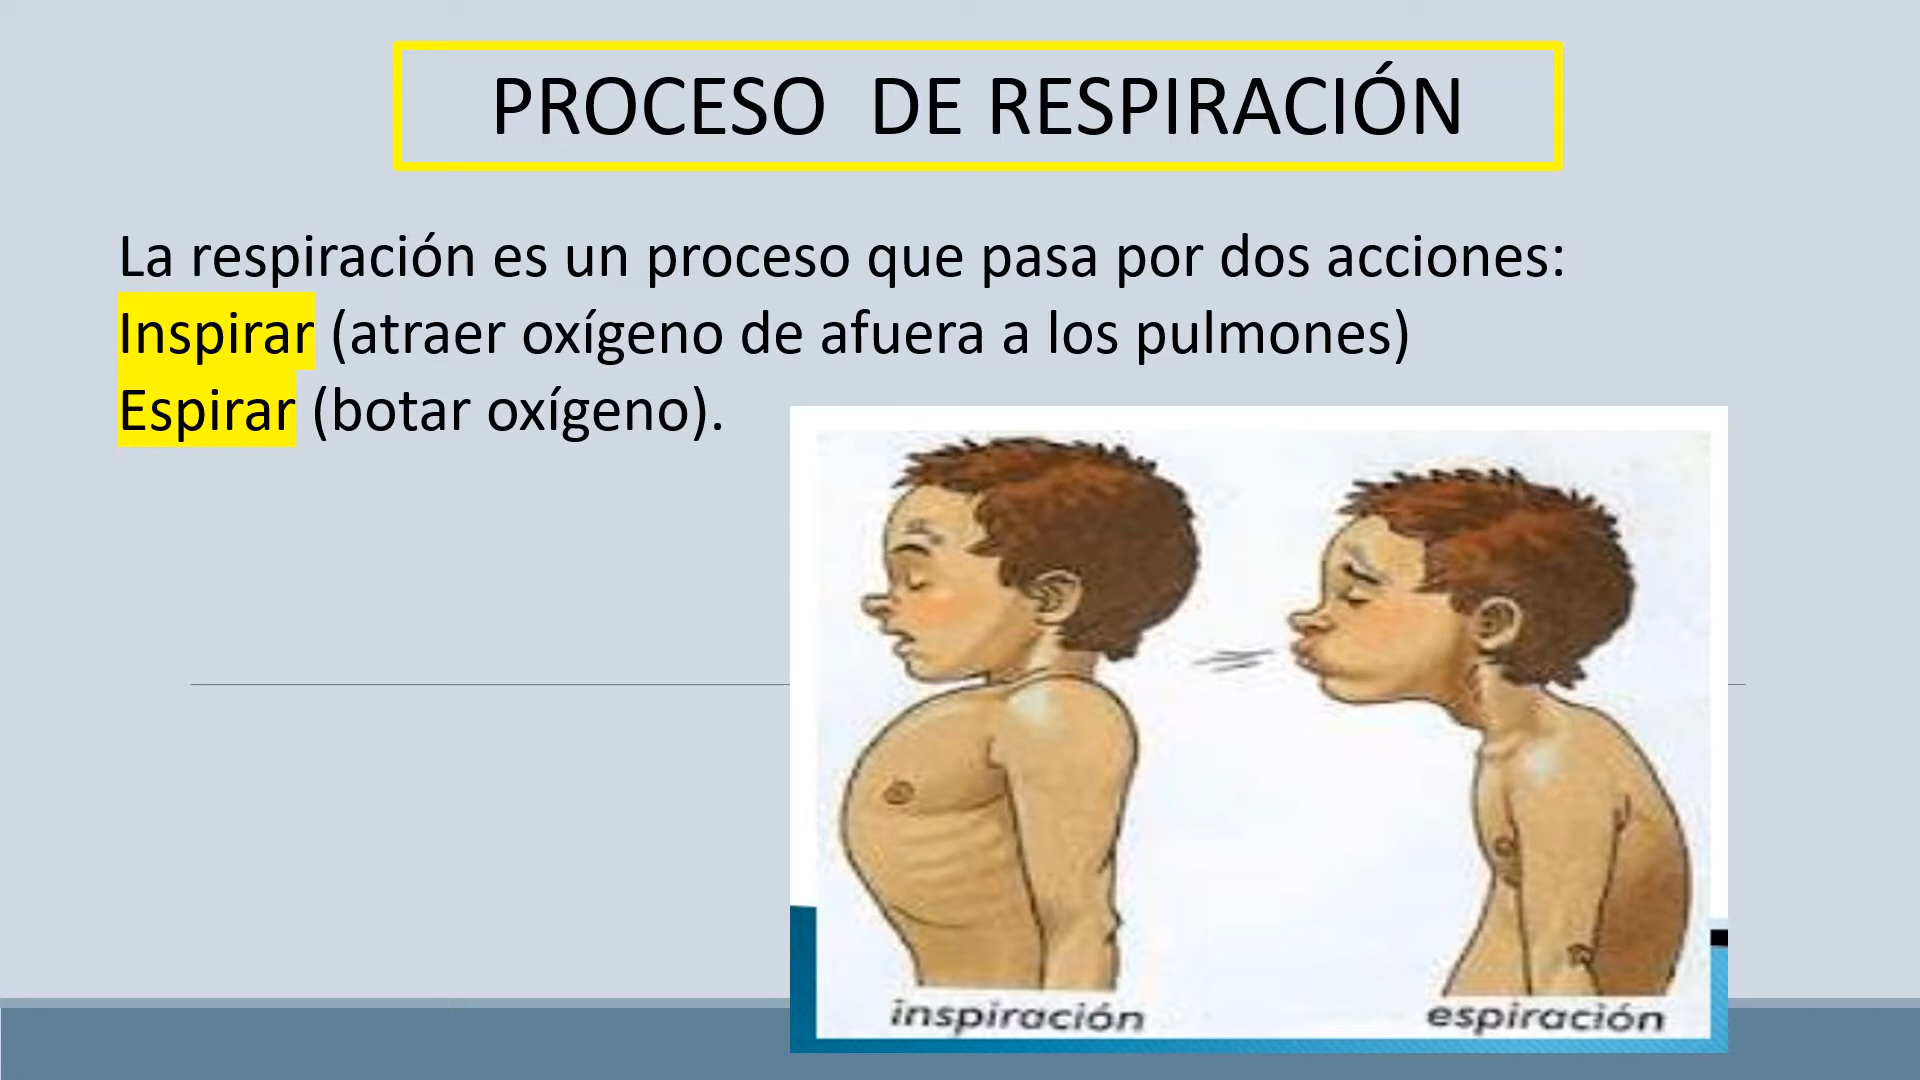 PROCESO DE RESPIRACIÓN
La respiración es un proceso que pasa por dos acciones:
Inspirar (atraer oxígeno de afuera a los pulmones)
Espirar (botar oxígeno).
inspiración
espiración